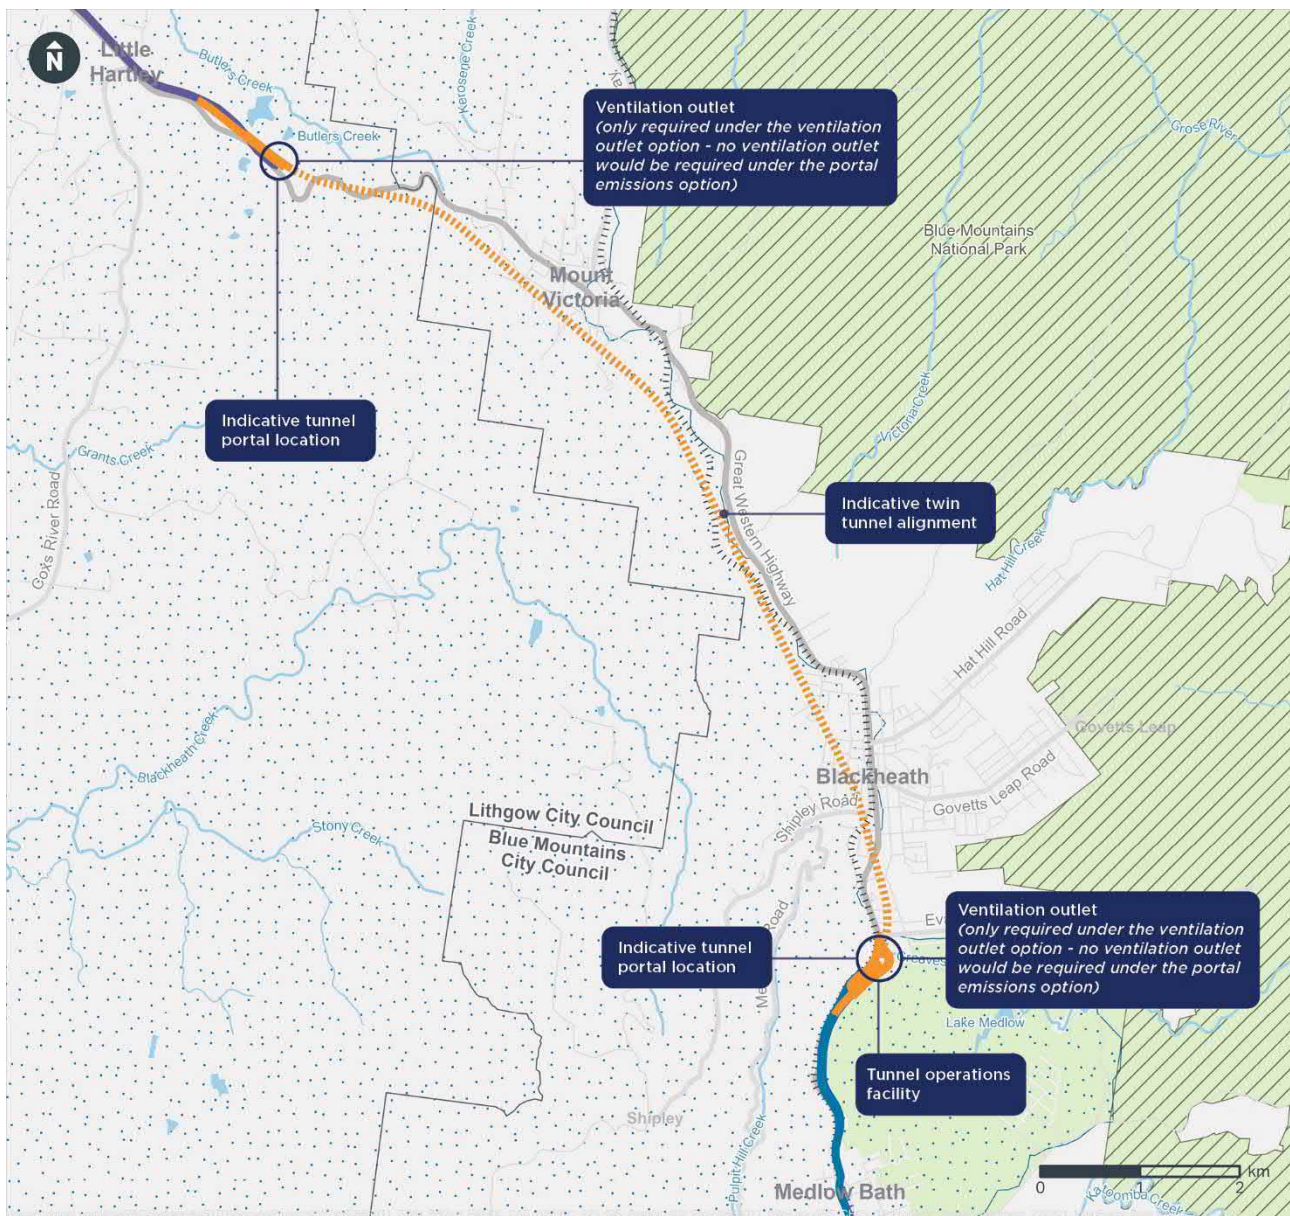 N
Little
Hartley
Butlers Creek
Kerosene Creek
Ventilation outlet
(only required under the ventilation
outlet option - no ventilation outlet
would be required under the portal
emissions option)
Grose River
Butlers Creek
Blue Mountains
National Park
Mount
Victoria
Indicative tunnel
portal location
Victoria Creek
Grants Creek
Great Western Highway
Indicative twin
tunnel alignment
Coxs River Road
Hat Hill Creek
Hat Hill Road
Govetts Leap
Blackheath Creek
Blackheath
Govetts Leap Road
Shipley Road
Lithgow City Council
Stony Creek
Blue Mountains
City Council
Ventilation outlet
(only required under the ventilation
outlet option - no ventilation outlet
would be required under the portal
emissions option)
Indicative tunnel
portal location
Road
Lake Medlow
Tunnel operations
facility
Shipley
Pulpit Hill Creek
Medlow Bath
km
0
1
2
Katoomba Creek